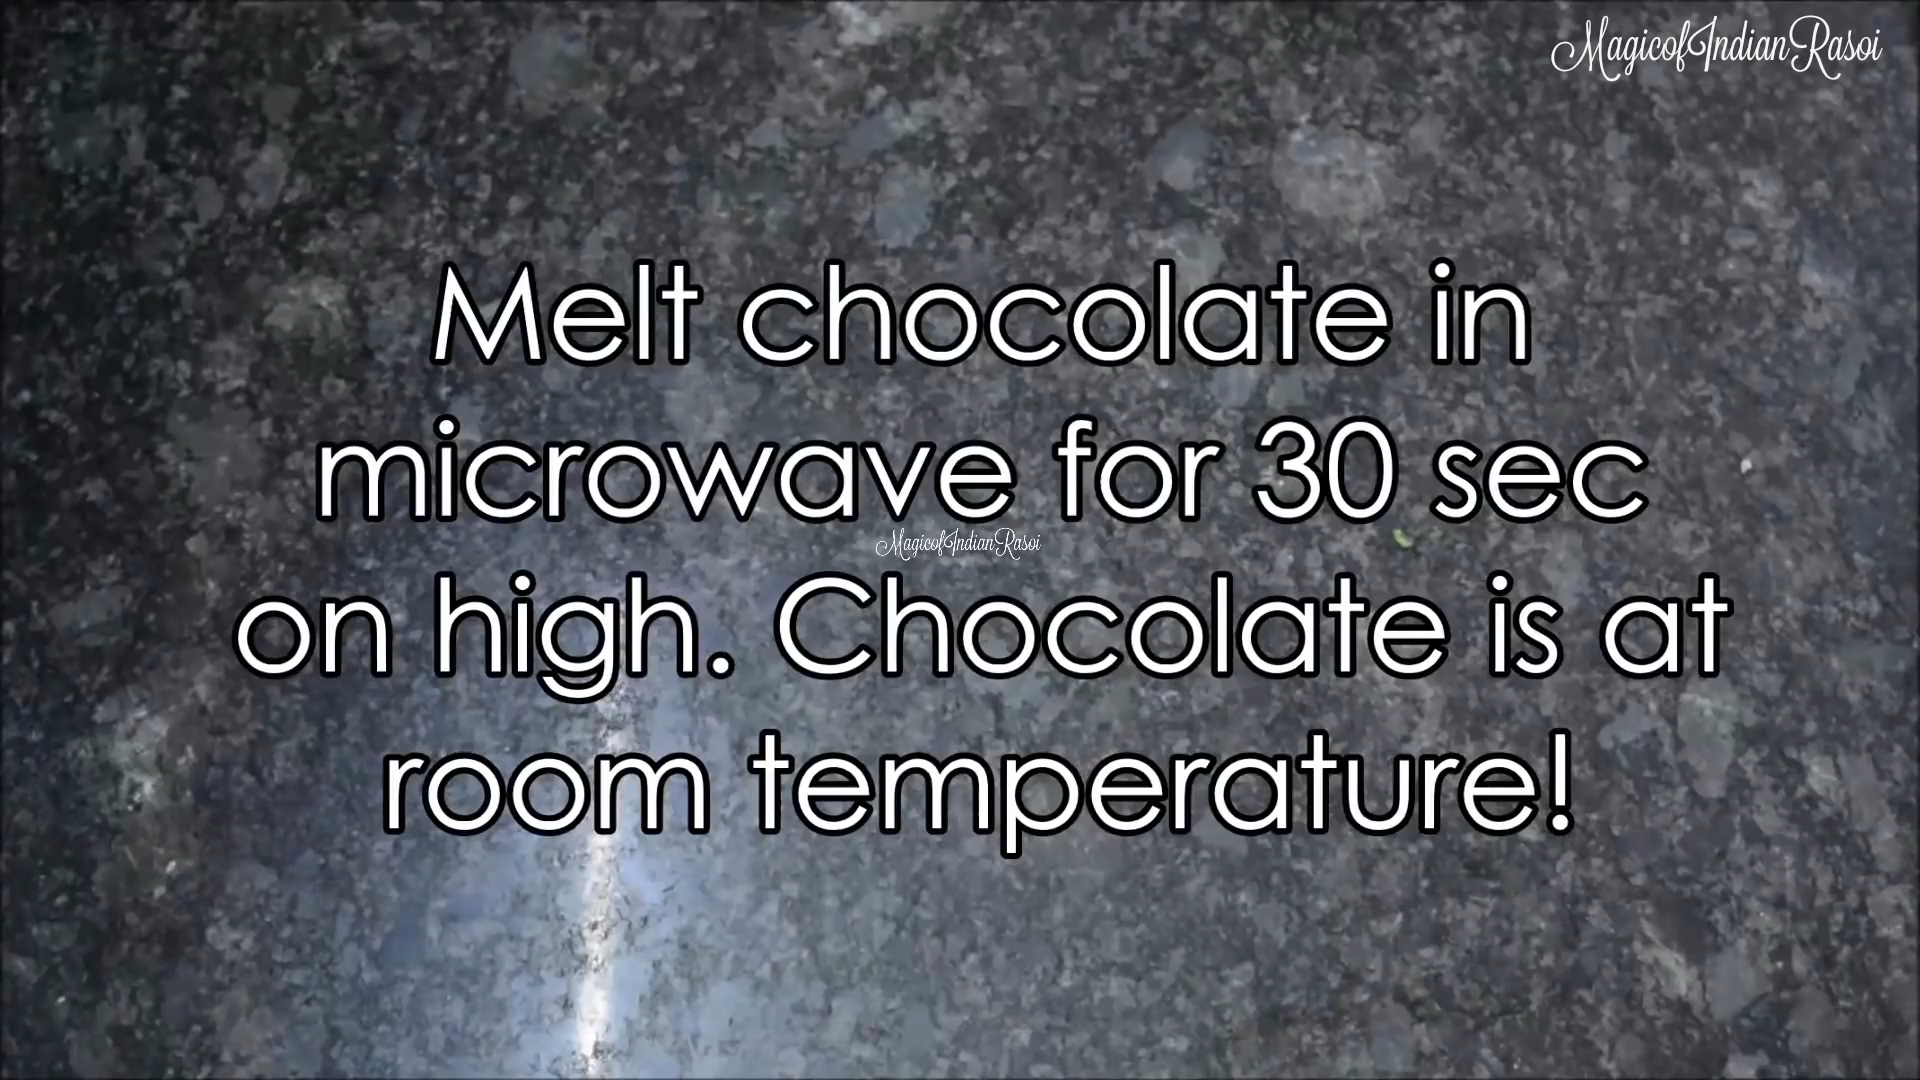 MagicofIndianRasoi
Melt chocolate in
microwave for 30 sec
MagicofIndianRasoi
on high. Chocolate is at
room temperature!